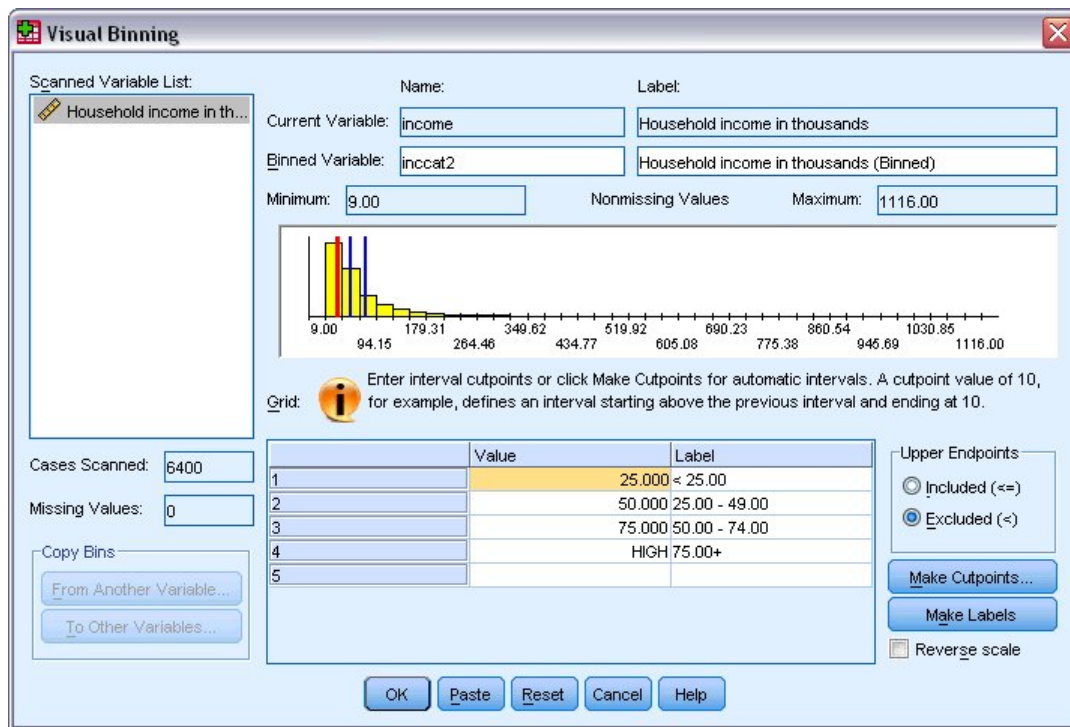 Visual Binning
Scanned Variable List:
Household income in th...
Name:
Label:
Current Variable:
income
Household income in thousands
Binned Variable:
inccat2
Household income in thousands (Binned)
Minimum:
9.00
Nonmissing Values
Maximum:
1116.00
9.00 179.31 349.62 519.92 690.23 860.54 1030.85
94.15 264.46 434.77 605.08 775.38 945.69 1116.00
Enter interval cutpoints or click Make Cutpoints for automatic intervals. A cutpoint value of 10,
Grid:
for example, defines an interval starting above the previous interval and ending at 10.
Value Label
1 25.000 < 25.00
2 50.000 25.00 - 49.00
3 75.000 50.00 - 74.00
4 HIGH 75.00+
5
Cases Scanned:
6400
Missing Values:
0
Copy Bins
From Another Variable...
To Other Variables...
Upper Endpoints
Included (<=)
Excluded (<)
Make Cutpoints...
Make Labels
Reverse scale
OK Paste Reset Cancel Help